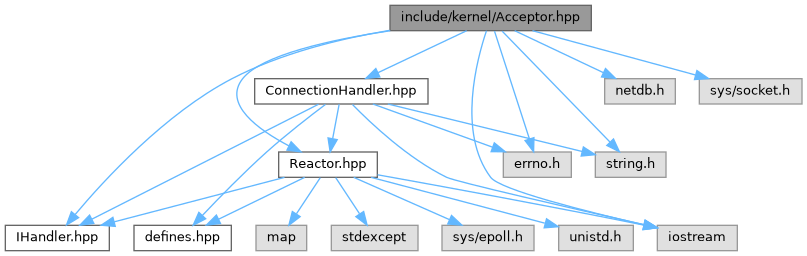 include/kernel/Acceptor.hpp
ConnectionHandler.hpp
netdb.h
sys/socket.h
Reactor.hpp
errno.h
string.h
IHandler.hpp
defines.hpp
map
stdexcept
sys/epoll.h
unistd.h
iostream